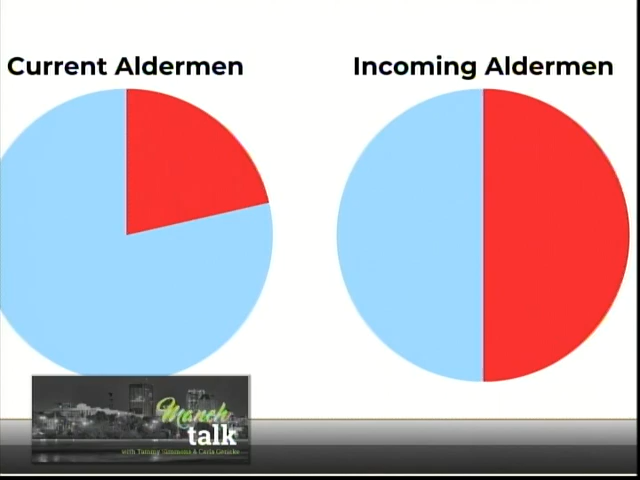 Current Aldermen
Incoming Aldermen
Manch
talk
with Tammy Simmons & Carla Gericke